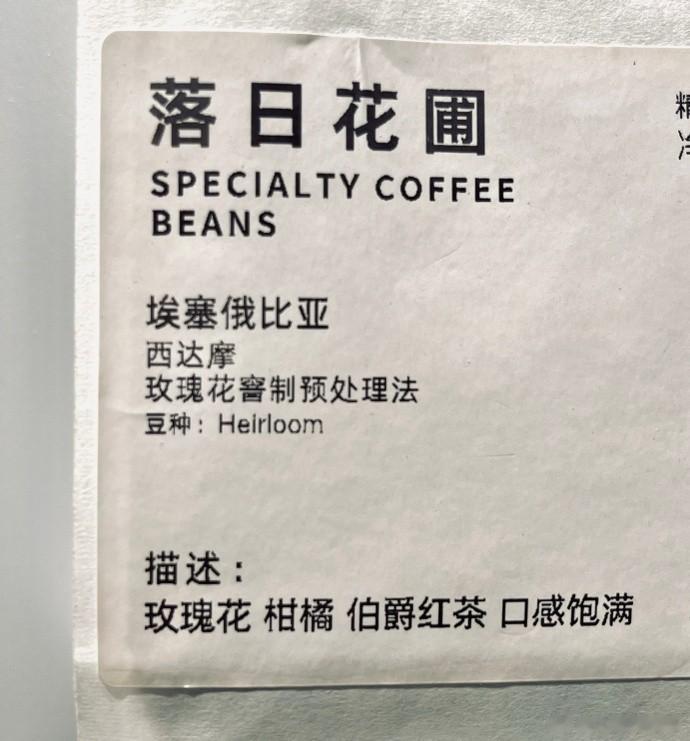 落日花圃
SPECIALTY COFFEE
BEANS
埃塞俄比亚
西达摩
玫瑰花窨制预处理法
豆种：Heirloom
描述：
玫瑰花 柑橘 伯爵红茶 口感饱满